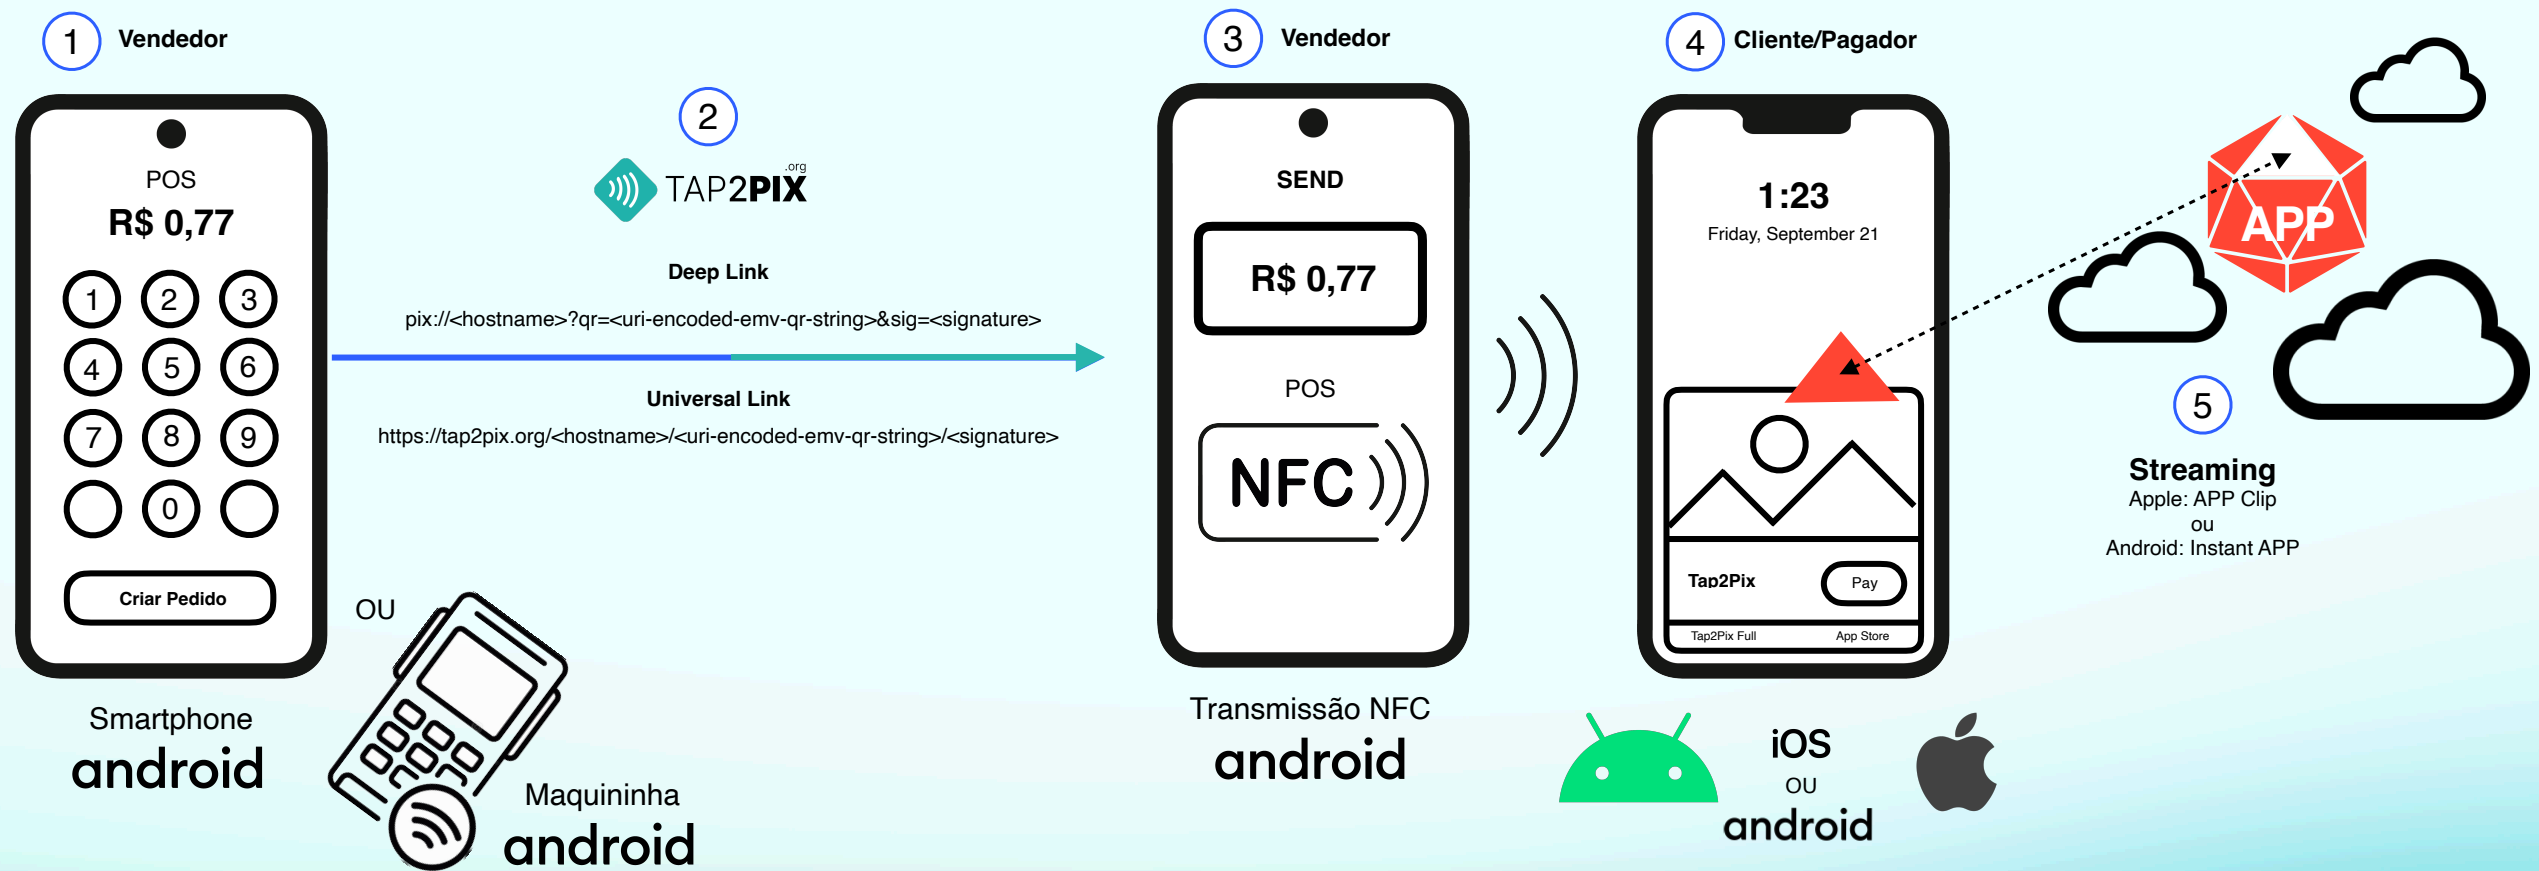 1 Vendedor
POS
R$ 0,77
1 2 3
4 5 6
7 8 9
0
Criar Pedido
Smartphone
android
OU
Maquininha
android
2
TAP2PIX.org
Deep Link
pix://<hostname>?qr=<uri-encoded-emv-qr-string>&sig=<signature>
Universal Link
https://tap2pix.org/<hostname>/<uri-encoded-emv-qr-string>/<signature>
3 Vendedor
SEND
R$ 0,77
POS
NFC
Transmissão NFC
android
4 Cliente/Pagador
1:23
Friday, September 21
Tap2Pix Pay
Tap2Pix Full App Store
iOS
OU
android
APP
5
Streaming
Apple: APP Clip
ou
Android: Instant APP